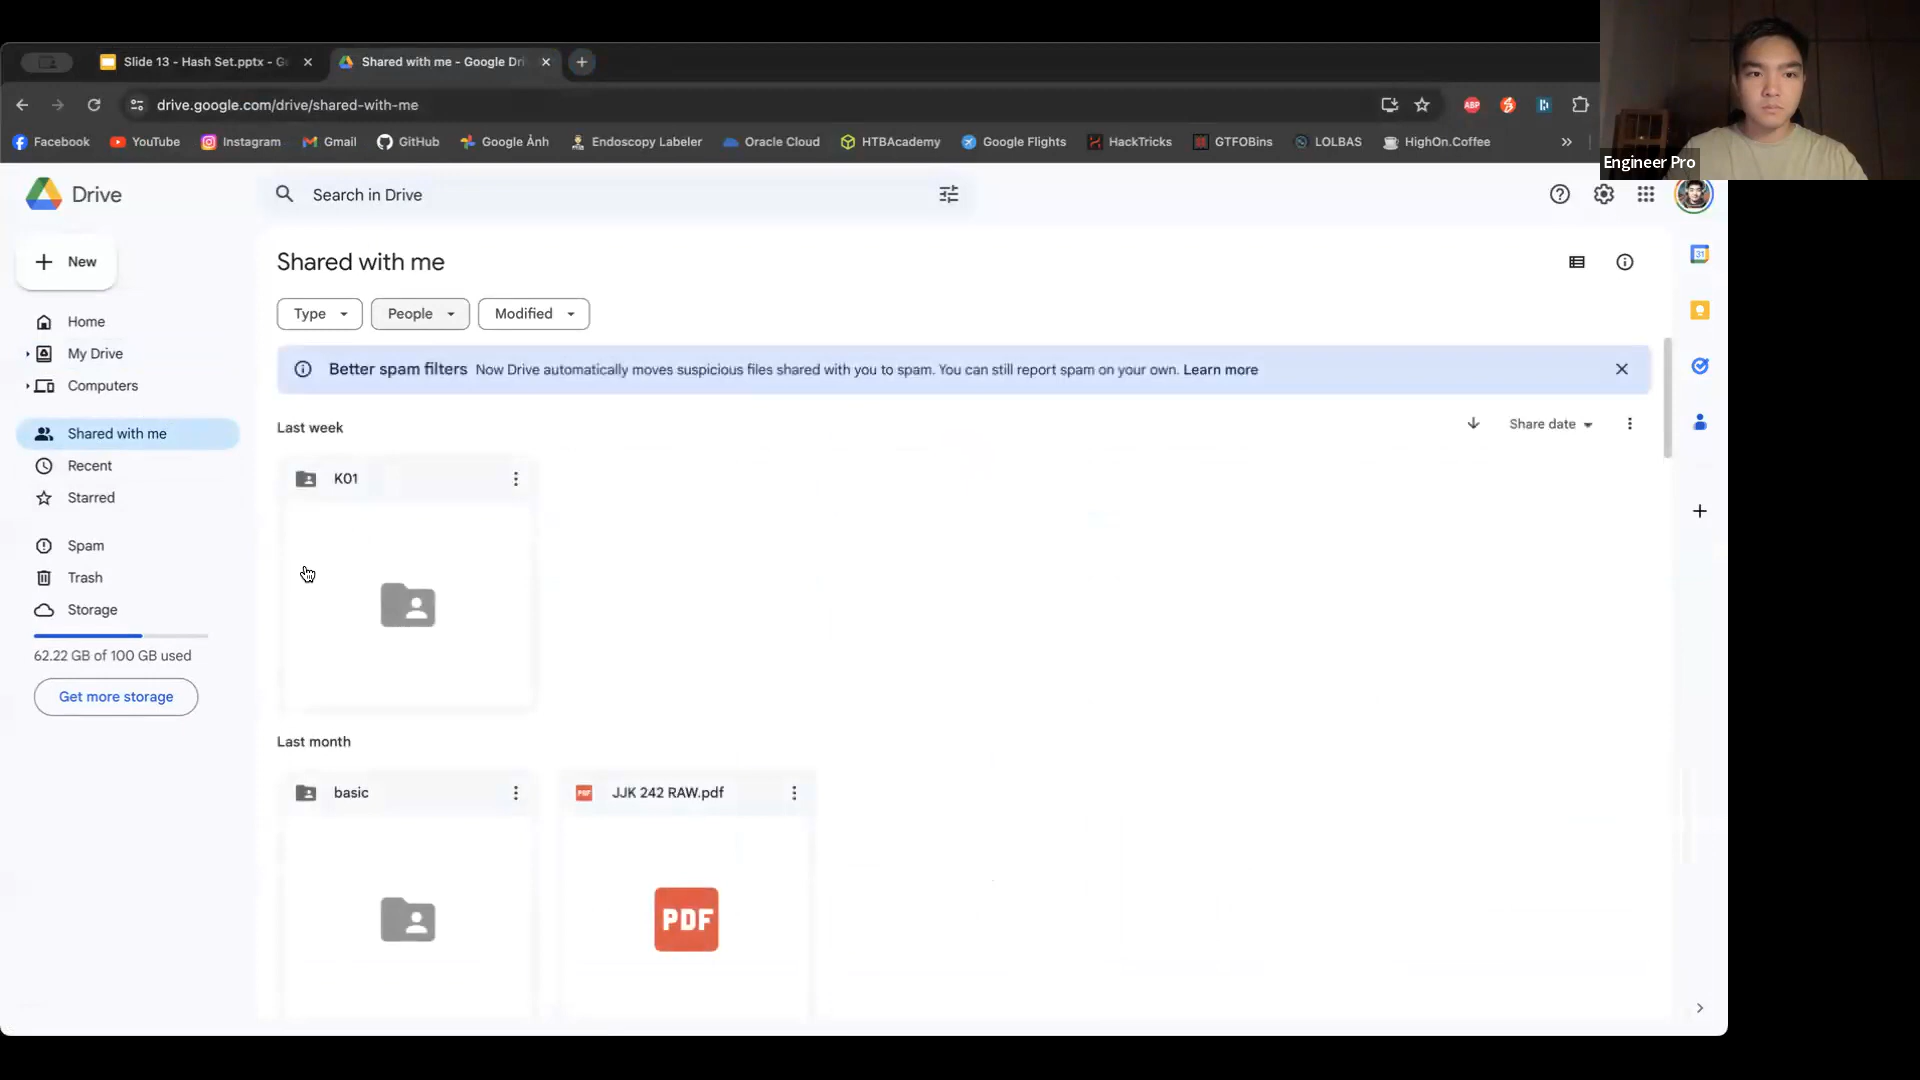 Slide 13 - Hash Set.pptx - G
Shared with me - Google Dri
drive.google.com/drive/shared-with-me
ABP
Facebook
YouTube
Instagram
Gmail
GitHub
Google Ảnh
Endoscopy Labeler
Oracle Cloud
HTBAcademy
Google Flights
HackTricks
GTFOBins
LOLBAS
HighOn.Coffee
Engineer Pro
Drive
Search in Drive
New
Home
My Drive
Computers
Shared with me
Recent
Starred
Spam
Trash
Storage
62.22 GB of 100 GB used
Get more storage
Shared with me
Type
People
Modified
Better spam filters Now Drive automatically moves suspicious files shared with you to spam. You can still report spam on your own. Learn more
Last week
Share date
K01
Last month
basic
JJK 242 RAW.pdf
PDF
PDF
31